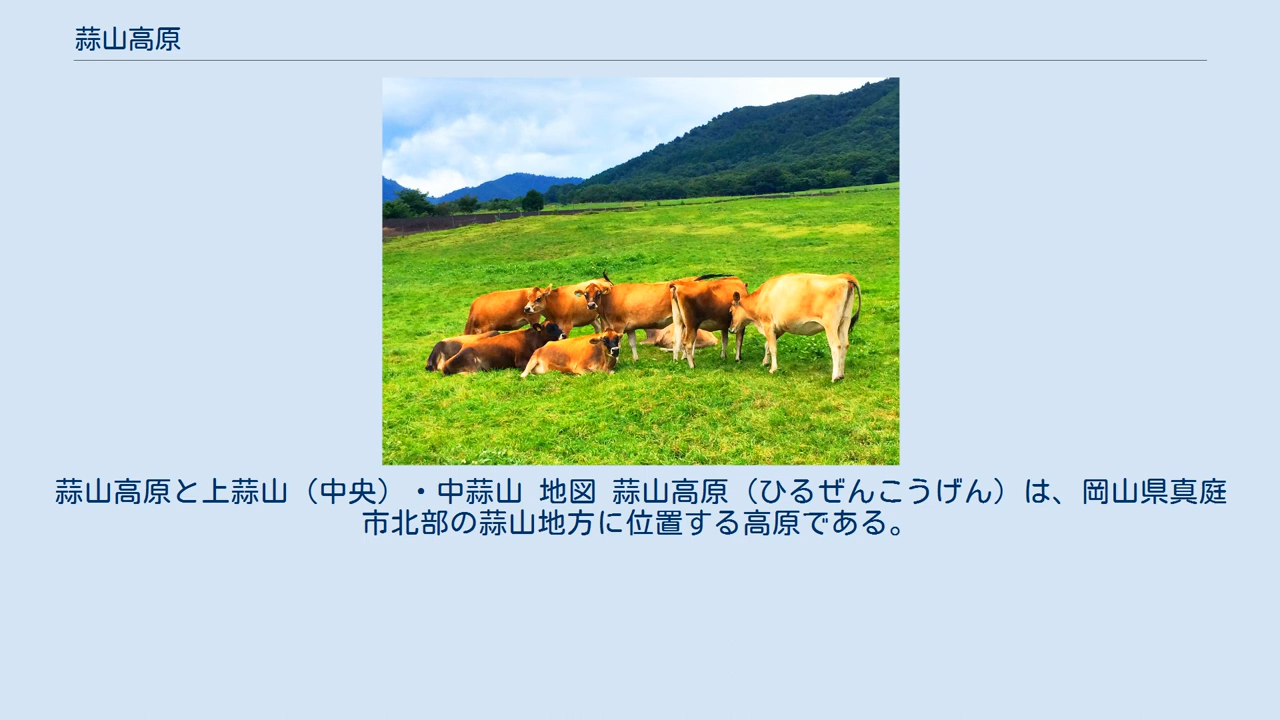 蒜山高原
蒜山高原と上蒜山（中央）・中蒜山 地図 蒜山高原（ひるぜんこうげん）は、岡山県真庭
市北部の蒜山地方に位置する高原である。